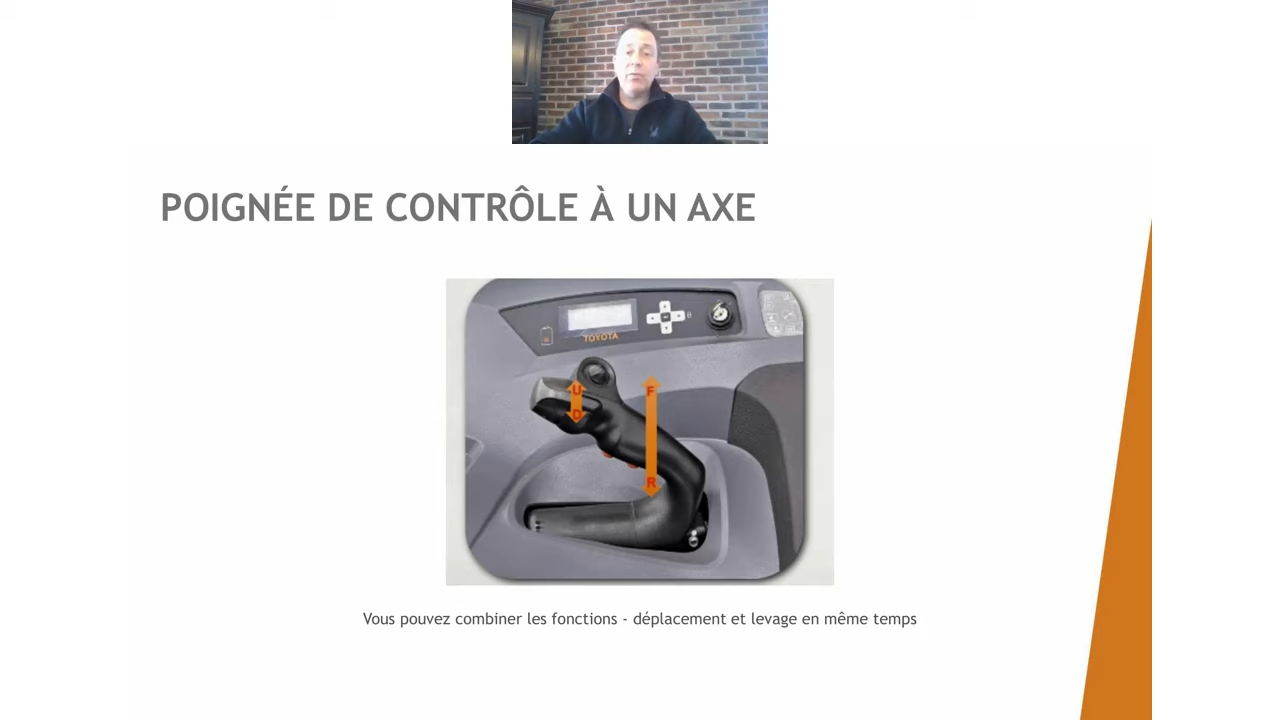 POIGNÉE DE CONTRÔLE À UN AXE
TOYOTA
U
F
D
R
Vous pouvez combiner les fonctions - déplacement et levage en même temps